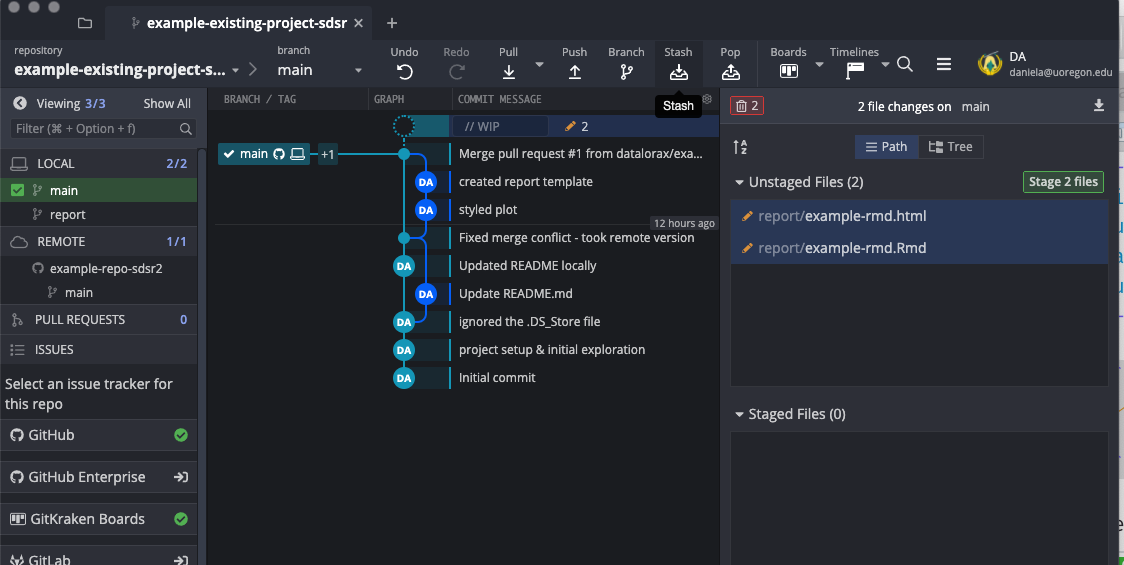 example-existing-project-sdsr
repository
example-existing-project-s...
branch
main
Undo
Redo
Pull
Push
Branch
Stash
Pop
Boards
Timelines
DA
daniela@uoregon.edu
Viewing 3/3
Show All
Filter (⌘ + Option + f)
BRANCH / TAG
GRAPH
COMMIT MESSAGE
Stash
2
2 file changes on main
// WIP
2
LOCAL
2/2
main
report
REMOTE
1/1
example-repo-sdsr2
main
PULL REQUESTS
0
ISSUES
Select an issue tracker for
this repo
GitHub
GitHub Enterprise
GitKraken Boards
GitLab
main
+1
Merge pull request #1 from datalorax/exa...
DA
created report template
DA
styled plot
12 hours ago
Fixed merge conflict - took remote version
DA
Updated README locally
DA
Update README.md
DA
ignored the .DS_Store file
DA
project setup & initial exploration
DA
Initial commit
A
Z
Path
Tree
Unstaged Files (2)
Stage 2 files
report/example-rmd.html
report/example-rmd.Rmd
Staged Files (0)